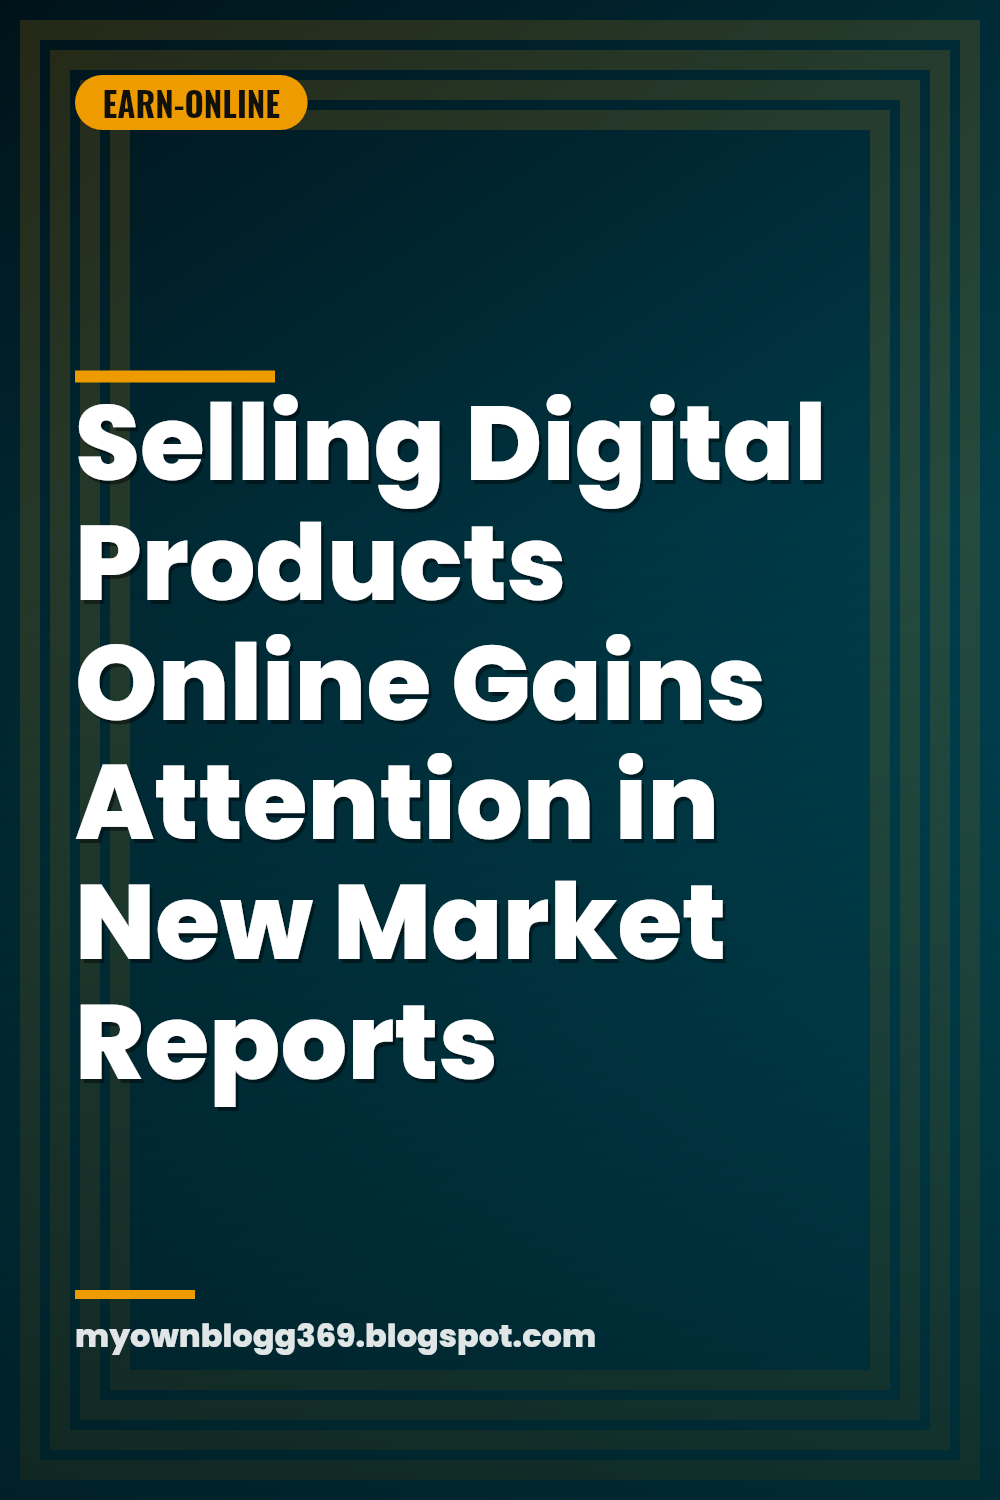 EARN-ONLINE
Selling Digital
Products
Online Gains
Attention in
New Market
Reports
myownblogg369.blogspot.com